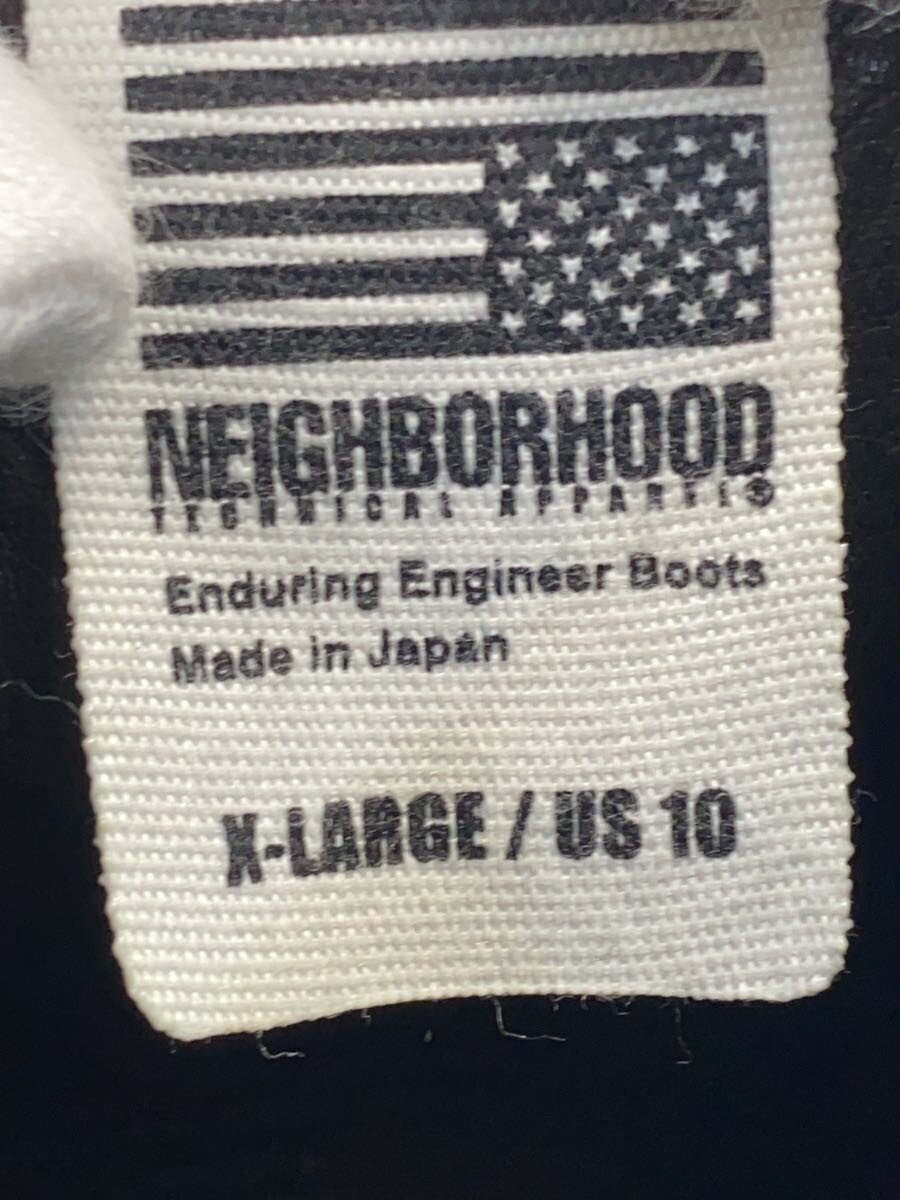 NEIGHBORHOOD
TECHNICAL APPAREL®
Enduring Engineer Boots
Made in Japan
X-LARGE / US 10